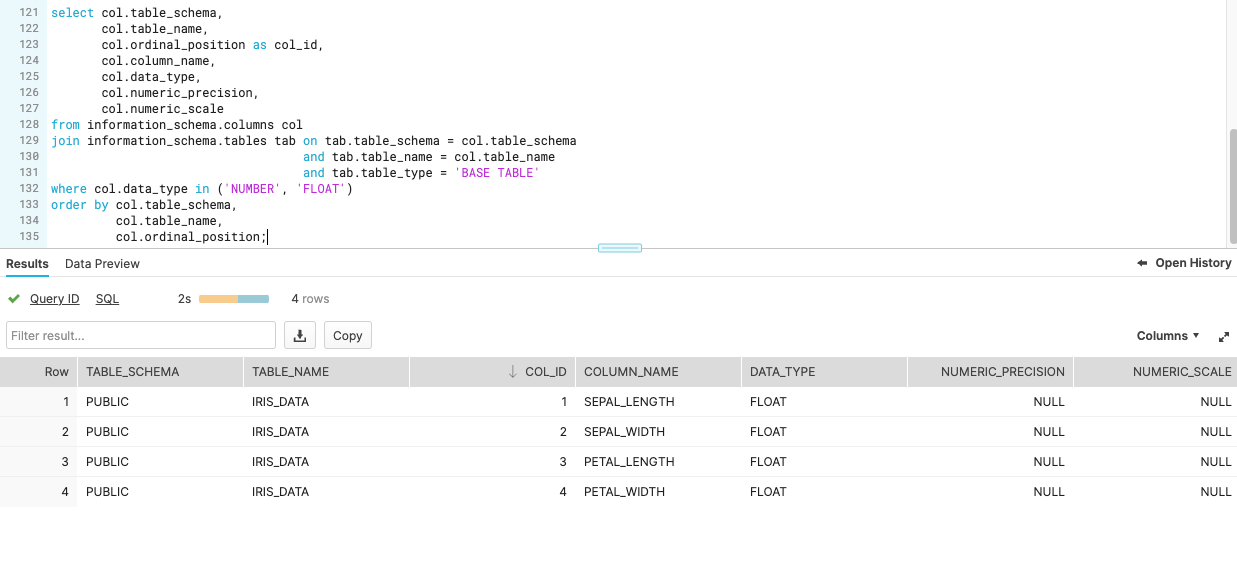 121 select col.table_schema,
122 col.table_name,
123 col.ordinal_position as col_id,
124 col.column_name,
125 col.data_type,
126 col.numeric_precision,
127 col.numeric_scale
128 from information_schema.columns col
129 join information_schema.tables tab on tab.table_schema = col.table_schema
130 and tab.table_name = col.table_name
131 and tab.table_type = 'BASE TABLE'
132 where col.data_type in ('NUMBER', 'FLOAT')
133 order by col.table_schema,
134 col.table_name,
135 col.ordinal_position;
Results Data Preview Open History
Query ID SQL 2s 4 rows
Filter result... Copy Columns
Row TABLE_SCHEMA TABLE_NAME COL_ID COLUMN_NAME DATA_TYPE NUMERIC_PRECISION NUMERIC_SCALE
1 PUBLIC IRIS_DATA 1 SEPAL_LENGTH FLOAT NULL NULL
2 PUBLIC IRIS_DATA 2 SEPAL_WIDTH FLOAT NULL NULL
3 PUBLIC IRIS_DATA 3 PETAL_LENGTH FLOAT NULL NULL
4 PUBLIC IRIS_DATA 4 PETAL_WIDTH FLOAT NULL NULL